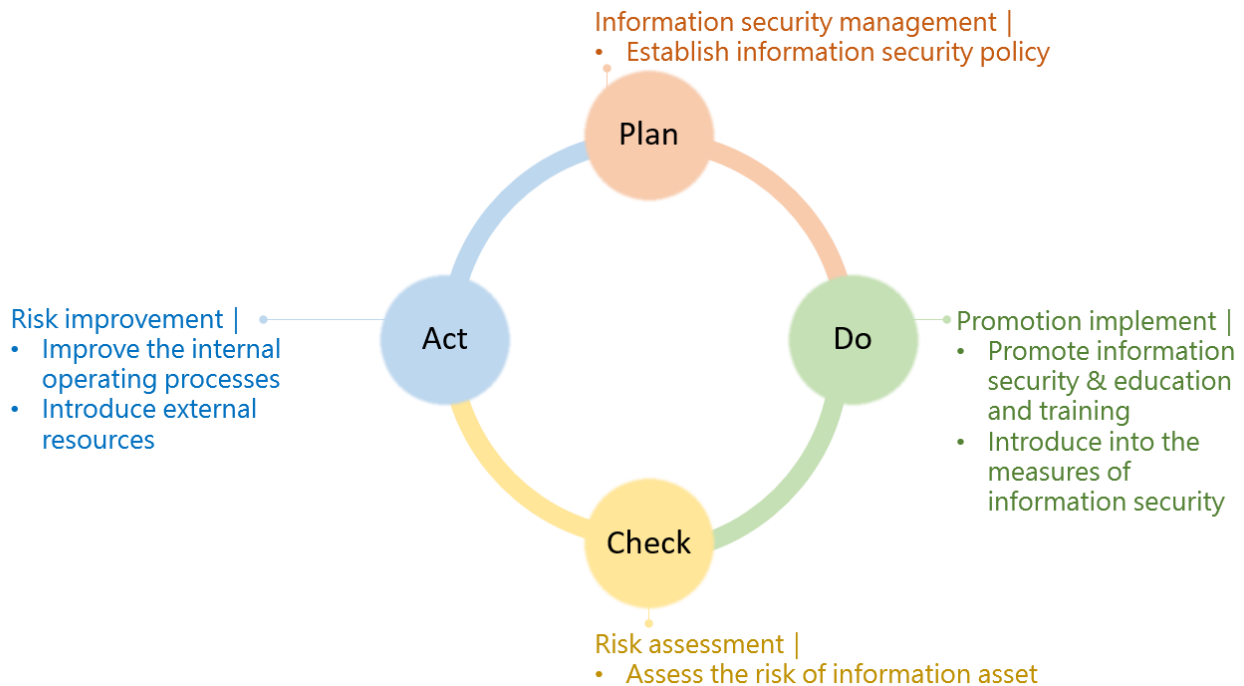 Information security management |
• Establish information security policy
Plan
Act
Do
Risk improvement |
• Improve the internal
operating processes
• Introduce external
resources
Promotion implement |
• Promote information
security & education
and training
• Introduce into the
measures of
information security
Check
Risk assessment |
• Assess the risk of information asset